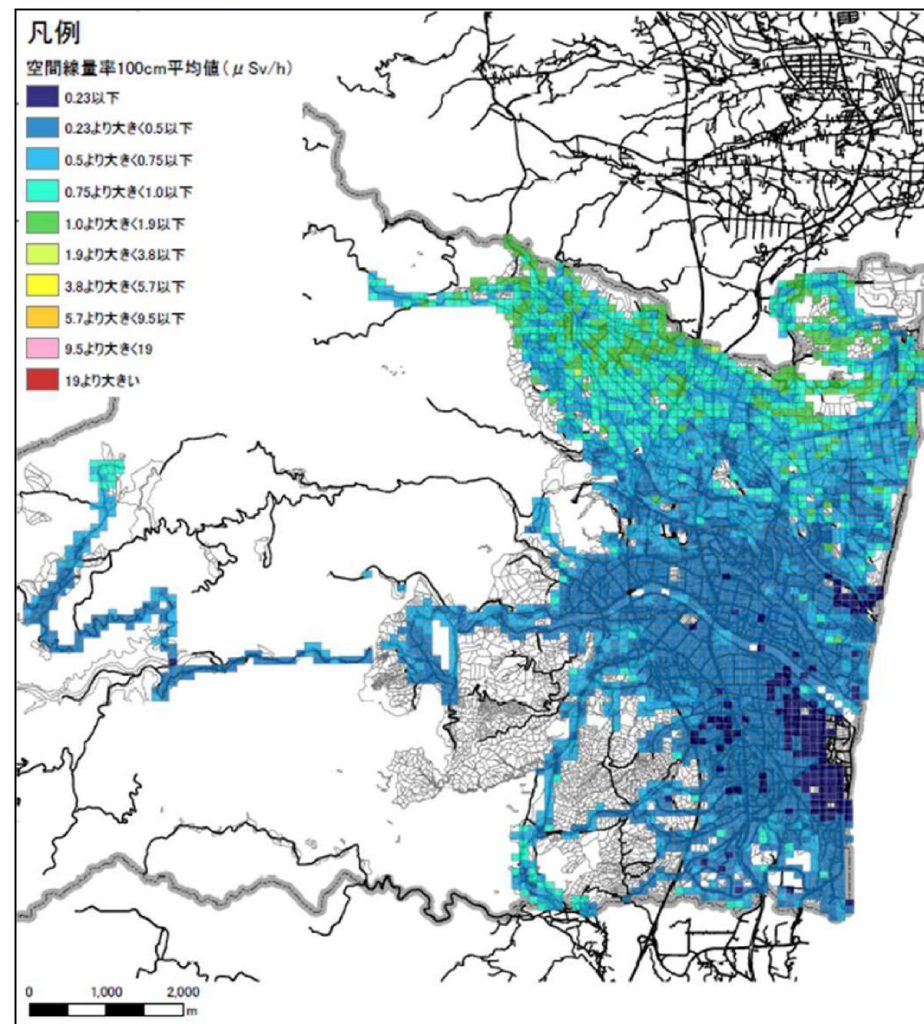 凡例
空間線量率100cm平均値(μSv/h)
0.23以下
0.23より大きく0.5以下
0.5より大きく0.75以下
0.75より大きく1.0以下
1.0より大きく1.9以下
1.9より大きく3.8以下
3.8より大きく5.7以下
5.7より大きく9.5以下
9.5より大きく19
19より大きい
0 1,000 2,000
m